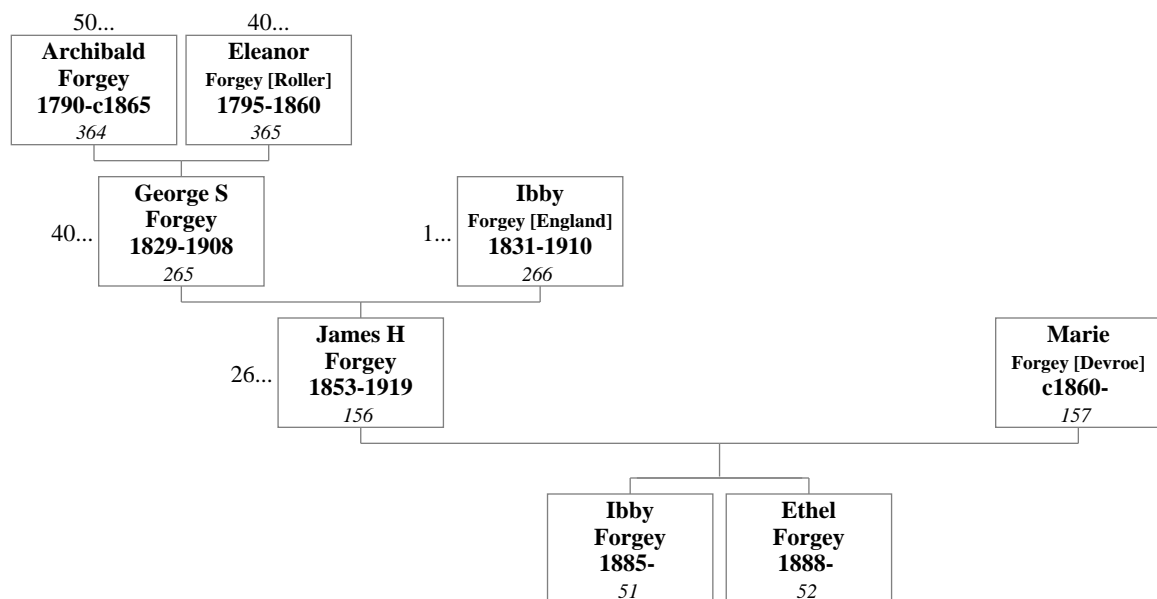 50...
40...
Archibald
Forgey
1790-c1865
364
Eleanor
Forgey [Roller]
1795-1860
365
40...
George S
Forgey
1829-1908
265
1...
Ibby
Forgey [England]
1831-1910
266
26...
James H
Forgey
1853-1919
156
Marie
Forgey [Devroe]
c1860-
157
Ibby
Forgey
1885-
51
Ethel
Forgey
1888-
52